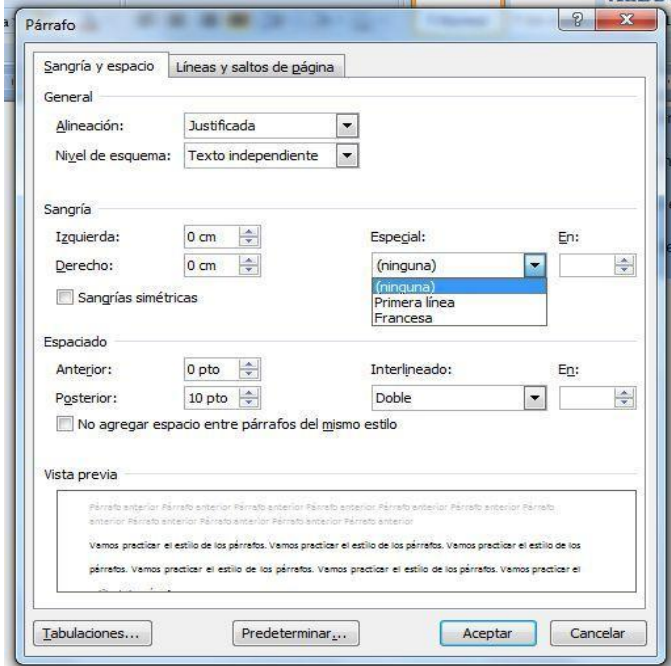 Párrafo
Sangría y espacio Líneas y saltos de página
General
Alineación: Justificada
Nivel de esquema: Texto independiente
Sangría
Izquierda: 0 cm Especial: En:
Derecho: 0 cm (ninguna)
(ninguna)
Sangrías simétricas Primera línea
Francesa
Espaciado
Anterior: 0 pto Interlineado: En:
Posterior: 10 pto Doble
No agregar espacio entre párrafos del mismo estilo
Vista previa
Párrafo anterior Párrafo anterior Párrafo anterior Párrafo anterior Párrafo anterior Párrafo anterior Párrafo anterior Párrafo
anterior Párrafo anterior Párrafo anterior Párrafo anterior Párrafo anterior
Vamos practicar el estilo de los párrafos. Vamos practicar el estilo de los párrafos. Vamos practicar el estilo de los
párrafos. Vamos practicar el estilo de los párrafos. Vamos practicar el estilo de los párrafos. Vamos practicar el
Tabulaciones... Predeterminar... Aceptar Cancelar